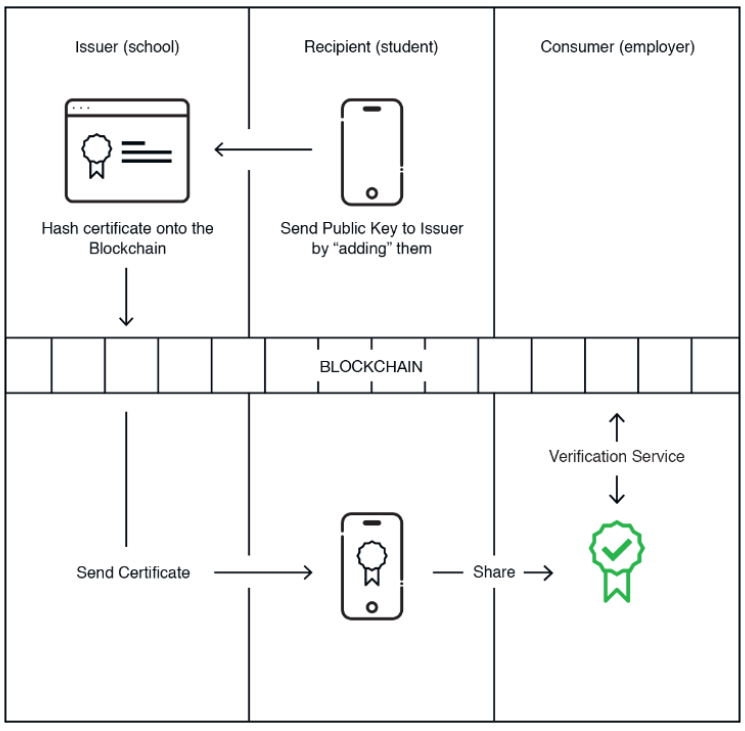 Issuer (school)
Recipient (student)
Consumer (employer)
Hash certificate onto the
Blockchain
Send Public Key to Issuer
by “adding” them
BLOCKCHAIN
Verification Service
Send Certificate
Share